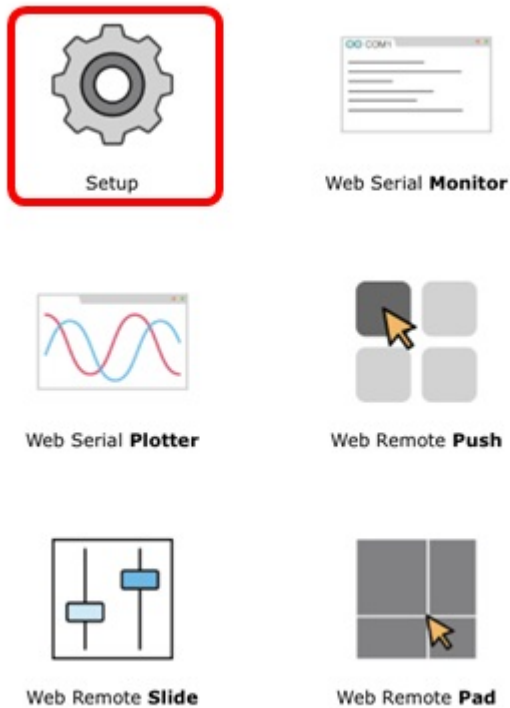 COM1
Setup
Web Serial Monitor
Web Serial Plotter
Web Remote Push
Web Remote Slide
Web Remote Pad